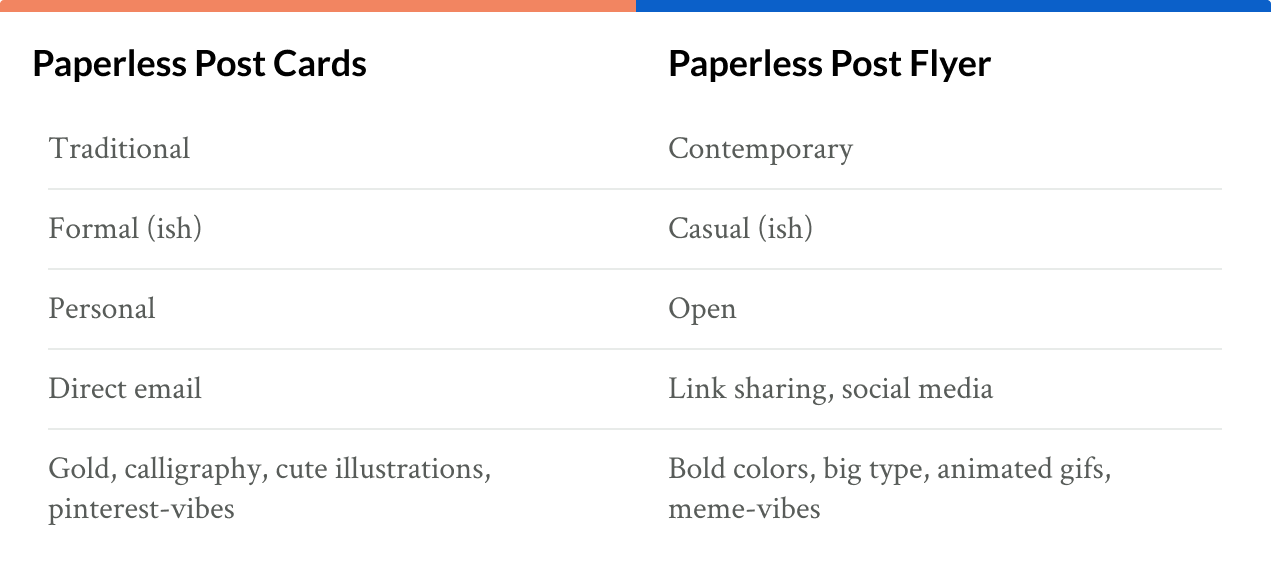 Paperless Post Cards
Paperless Post Flyer
Traditional
Contemporary
Formal (ish)
Casual (ish)
Personal
Open
Direct email
Link sharing, social media
Gold, calligraphy, cute illustrations,
pinterest-vibes
Bold colors, big type, animated gifs,
meme-vibes